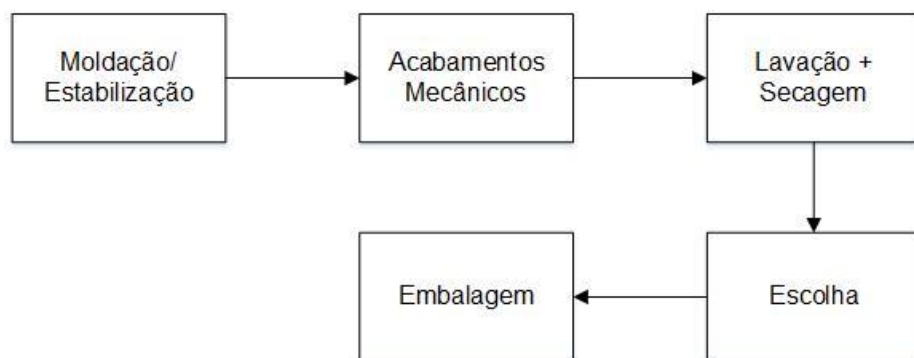 Moldação/
Estabilização
Acabamentos
Mecânicos
Lavação +
Secagem
Escolha
Embalagem